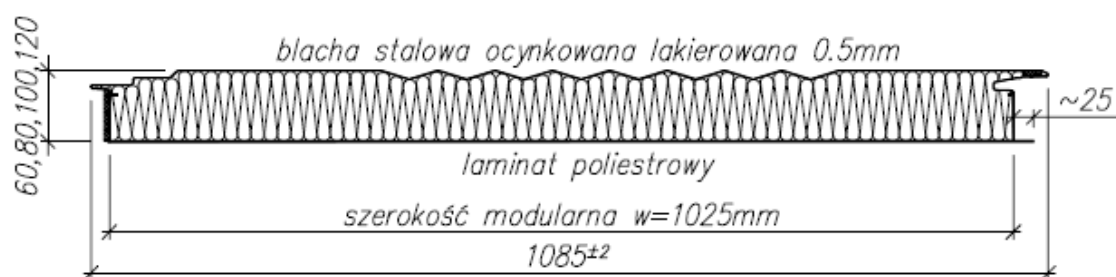 blacha stalowa ocynkowana lakierowana 0.5mm
60,80,100,120
~25
laminat poliestrowy
szerokość modularna w=1025mm
1085±2